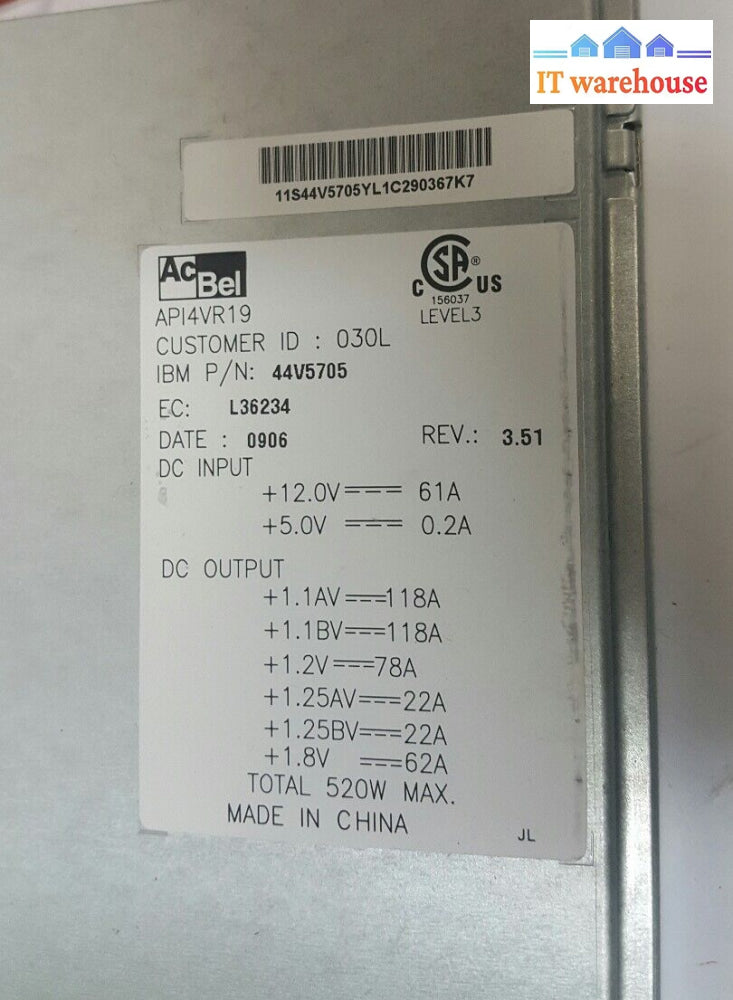 IT warehouse
11S44V5705YL1C290367K7
AcBel
CSA®
C US
156037
LEVEL3
API4VR19
CUSTOMER ID : 030L
IBM P/N: 44V5705
EC: L36234
DATE : 0906 REV.: 3.51
DC INPUT
+12.0V 61A
+5.0V 0.2A
DC OUTPUT
+1.1AV 118A
+1.1BV 118A
+1.2V 78A
+1.25AV 22A
+1.25BV 22A
+1.8V 62A
TOTAL 520W MAX.
MADE IN CHINA
JL